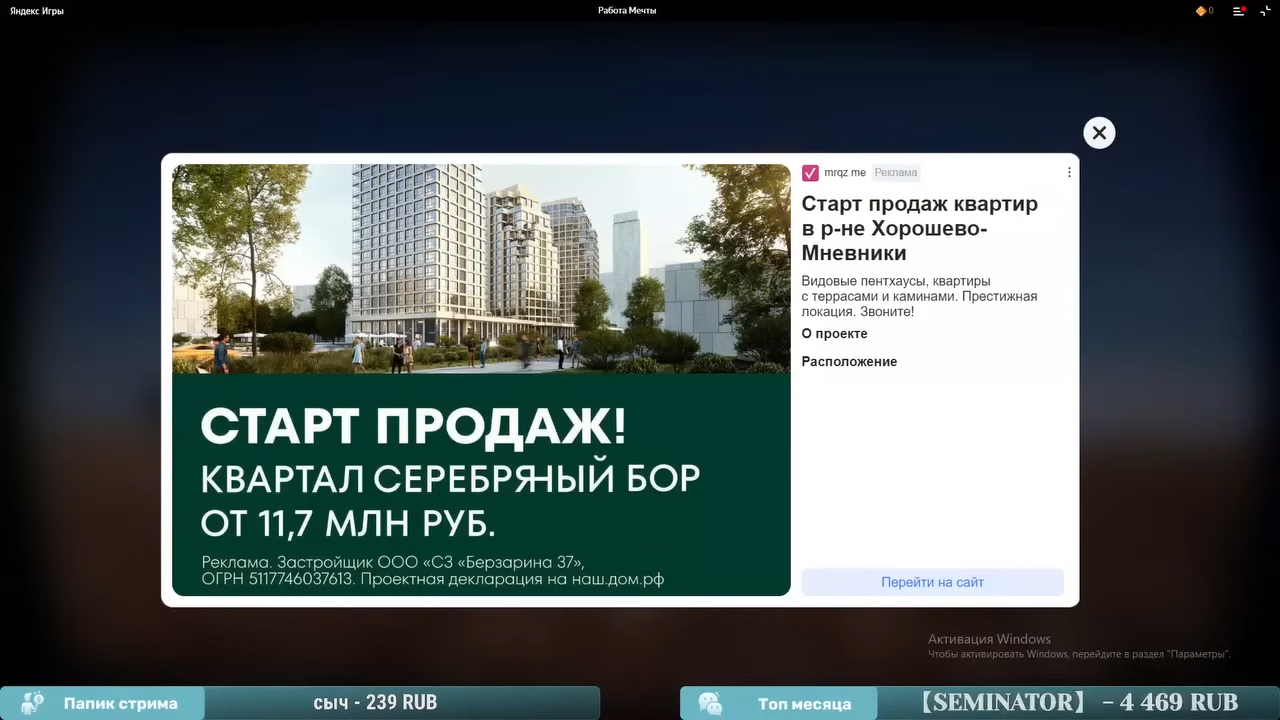 Яндекс Игры
Работа Мечты
0
mrqz.me
Реклама
Старт продаж квартир
в р-не Хорошево-
Мневники
Видовые пентхаусы, квартиры
с террасами и каминами. Престижная
локация. Звоните!
О проекте
Расположение
СТАРТ ПРОДАЖ!
КВАРТАЛ СЕРЕБРЯНЫЙ БОР
ОТ 11,7 МЛН РУБ.
Реклама. Застройщик ООО «СЗ «Берзарина 37»,
ОГРН 5117746037613. Проектная декларация на наш.дом.рф
Перейти на сайт
Активация Windows
Чтобы активировать Windows, перейдите в раздел "Параметры".
Папик стрима
сыч - 239 RUB
Топ месяца
【SEMINATOR】 - 4 469 RUB